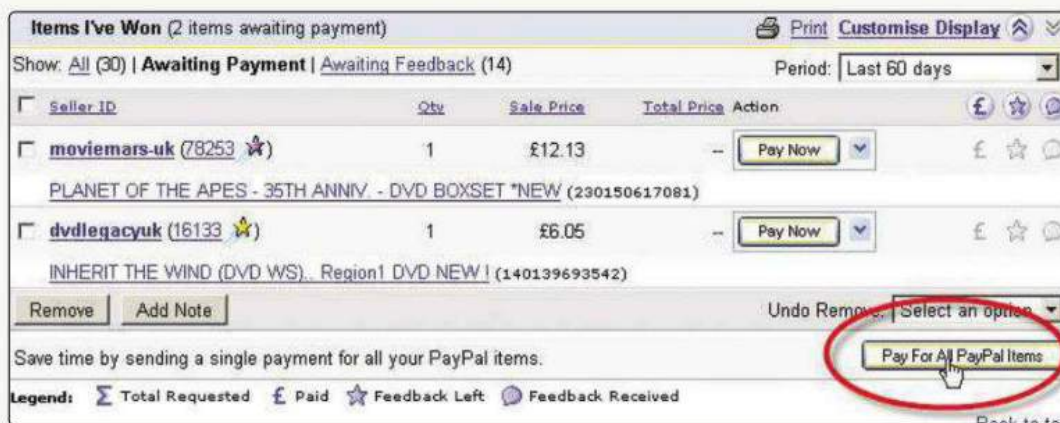 Items I've Won (2 items awaiting payment) Print Customise Display
Show: All (30) | Awaiting Payment | Awaiting Feedback (14) Period: Last 60 days
Seller ID Qty Sale Price Total Price Action £
moviemars-uk (78253) 1 £12.13 -- Pay Now £
PLANET OF THE APES - 35TH ANNIV. - DVD BOXSET *NEW (230150617081)
dvdlegacyuk (16133) 1 £6.05 -- Pay Now £
INHERIT THE WIND (DVD WS).. Region1 DVD NEW ! (140139693542)
Remove Add Note Undo Remove: Select an option
Save time by sending a single payment for all your PayPal items. Pay For All PayPal Items
Legend: Σ Total Requested £ Paid Feedback Left Feedback Received